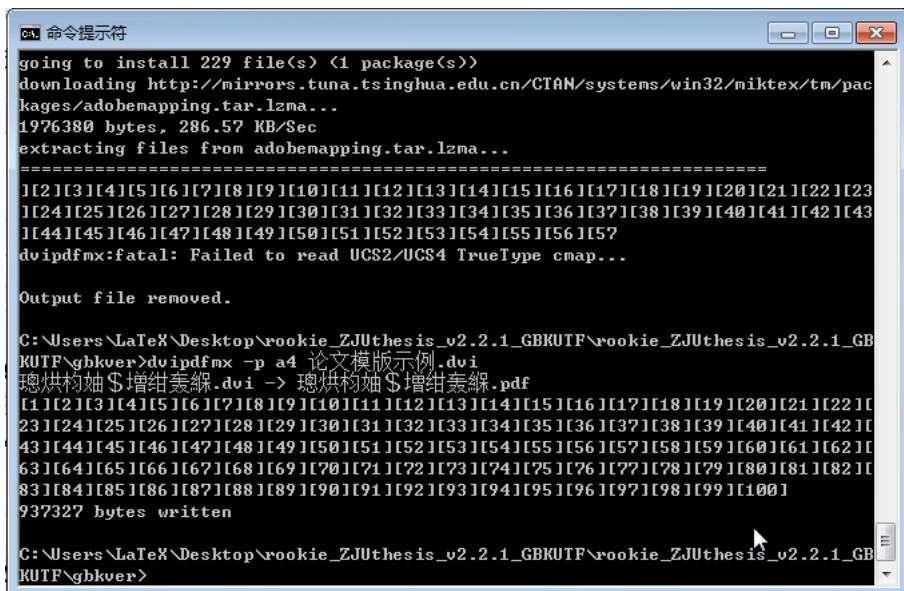 命令提示符
going to install 229 file(s) (1 package(s))
downloading http://mirrors.tuna.tsinghua.edu.cn/CTAN/systems/win32/miktex/tm/pac
kages/adobemapping.tar.lzma...
1976380 bytes, 286.57 KB/Sec
extracting files from adobemapping.tar.lzma...
======================================================================
][2][3][4][5][6][7][8][9][10][11][12][13][14][15][16][17][18][19][20][21][22][23
][24][25][26][27][28][29][30][31][32][33][34][35][36][37][38][39][40][41][42][43
][44][45][46][47][48][49][50][51][52][53][54][55][56][57
dvipdfmx:fatal: Failed to read UCS2/UCS4 TrueType cmap...
Output file removed.
C:\Users\LaTeX\Desktop\rookie_ZJUthesis_v2.2.1_GBKUTF\rookie_ZJUthesis_v2.2.1_GB
KUTF\gbkver>dvipdfmx -p a4 论文模版示例.dvi
璁烘枃妯＄増绀轰緥.dvi -> 璁烘枃妯＄増绀轰緥.pdf
[1][2][3][4][5][6][7][8][9][10][11][12][13][14][15][16][17][18][19][20][21][22][
23][24][25][26][27][28][29][30][31][32][33][34][35][36][37][38][39][40][41][42][
43][44][45][46][47][48][49][50][51][52][53][54][55][56][57][58][59][60][61][62][
63][64][65][66][67][68][69][70][71][72][73][74][75][76][77][78][79][80][81][82][
83][84][85][86][87][88][89][90][91][92][93][94][95][96][97][98][99][100]
937327 bytes written
C:\Users\LaTeX\Desktop\rookie_ZJUthesis_v2.2.1_GBKUTF\rookie_ZJUthesis_v2.2.1_GB
KUTF\gbkver>